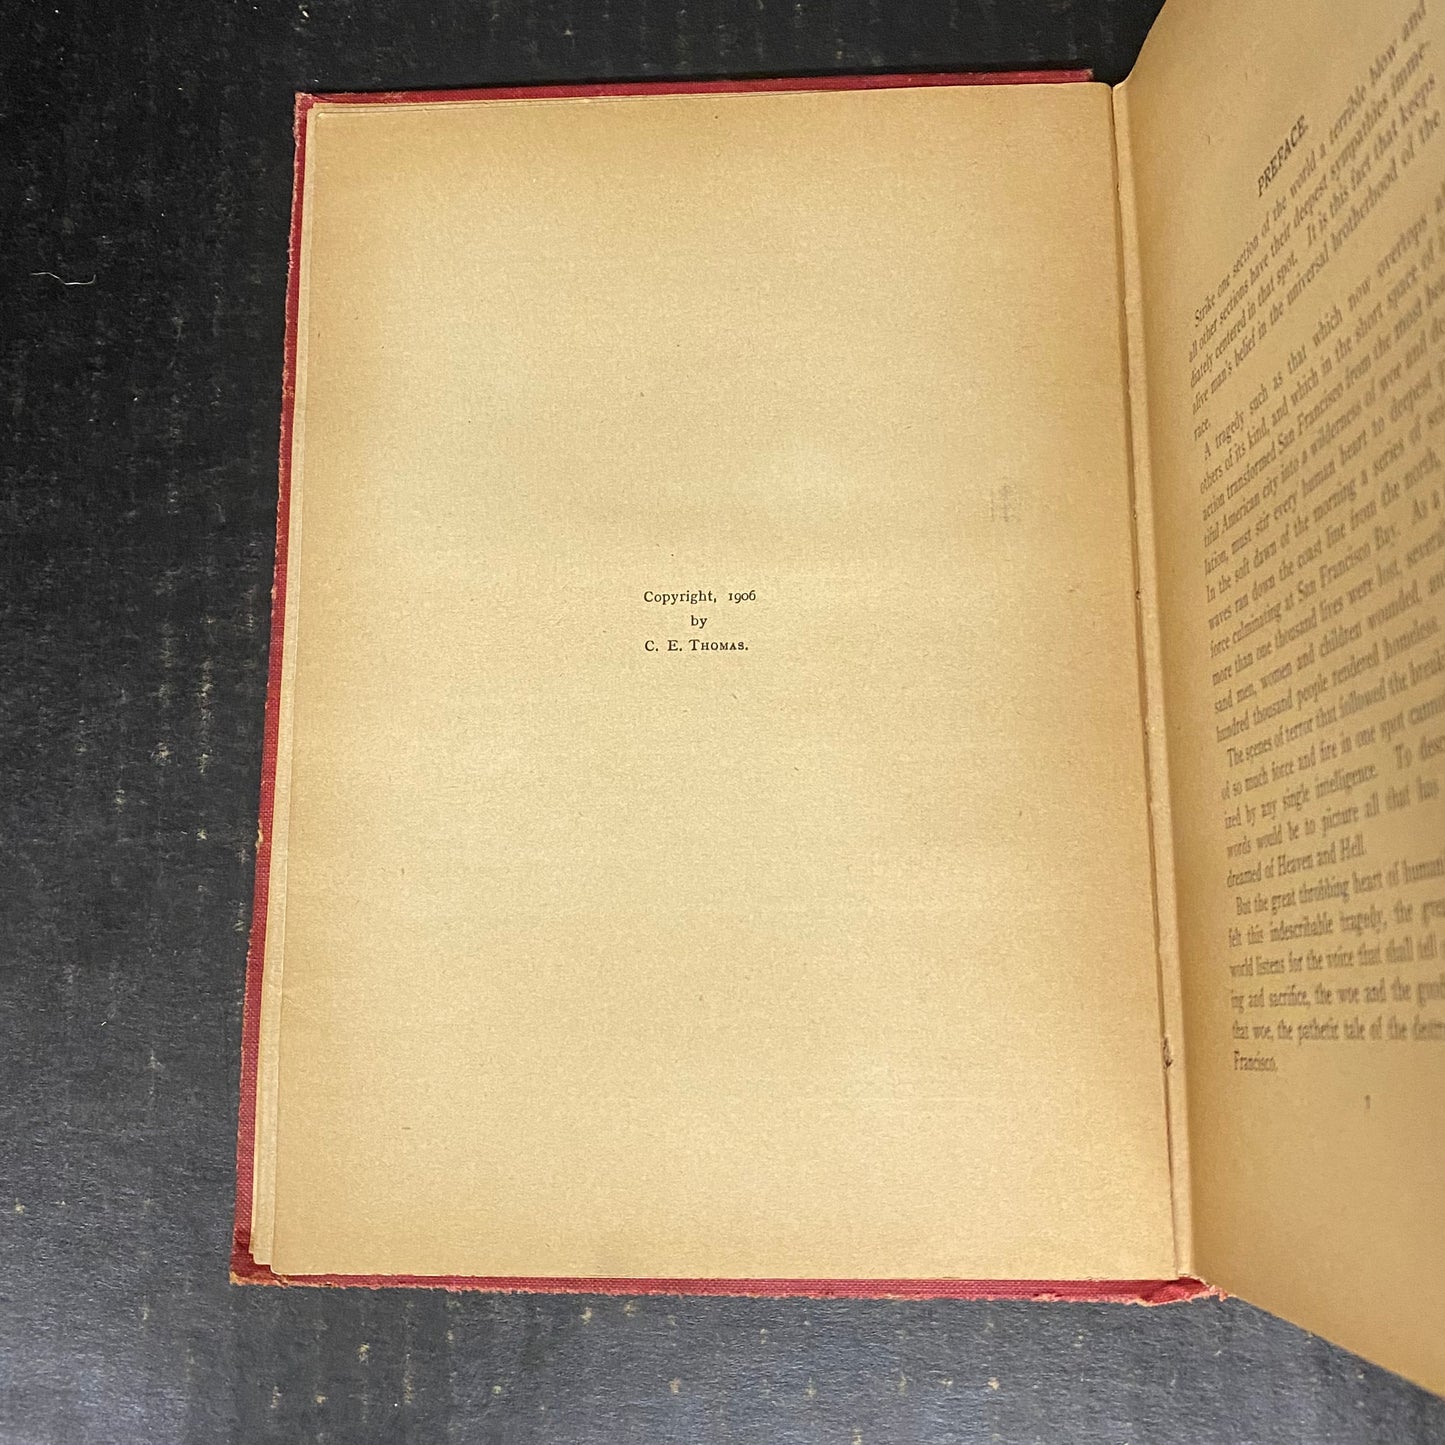 Copyright, 1906
by
C. E. THOMAS.
PREFACE.
Strike one section of the world a terrible blow and
all other sections have their deepest sympathies imme-
diately centered in that spot. It is this fact that keeps
alive man's belief in the universal brotherhood of the
race.
A tragedy such as that which now overtops
others of its kind, and which in the short space of
action transformed San Francisco from the most
tiful American city into a wilderness of woe and
lation, must stir every human heart to deepest
In the soft dawn of the morning a series of
waves ran down the coast line from the north,
force culminating at San Francisco Bay. As a
more than one thousand lives were lost,
sand men, women and children wounded,
hundred thousand people rendered homeless.
The scenes of terror that followed the
of so much force and fire in one spot
ized by any single intelligence. To
words would be to picture all that has
dreamed of Heaven and Hell.
But the great throbbing heart of
felt this indescribable tragedy, the
world listens for the voice that shall tell
ing and sacrifice, the woe and the
that woe, the pathetic tale of the
Francisco.